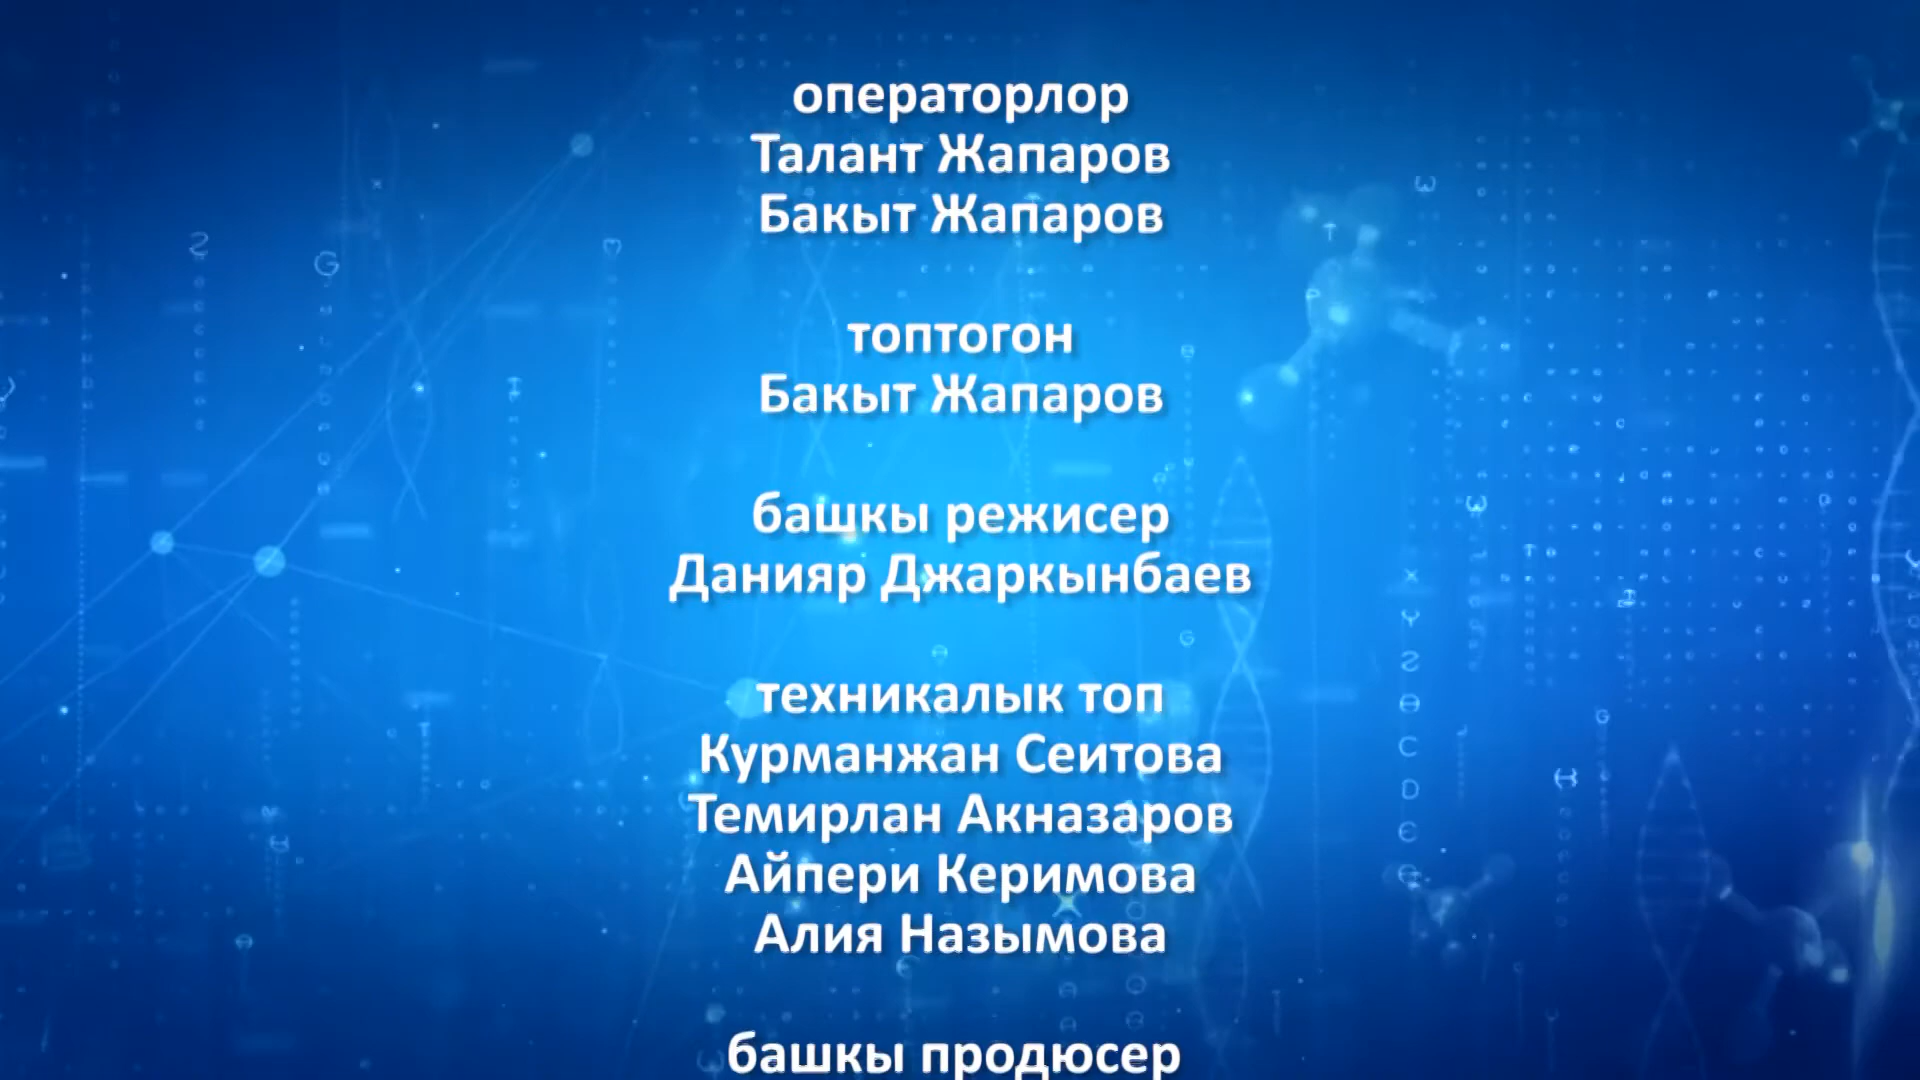 операторлор
Талант Жапаров
Бакыт Жапаров
топтогон
Бакыт Жапаров
башкы режисер
Данияр Джаркынбаев
техникалык топ
Курманжан Сеитова
Темирлан Акназаров
Айпери Керимова
Алия Назымова
башкы продюсер